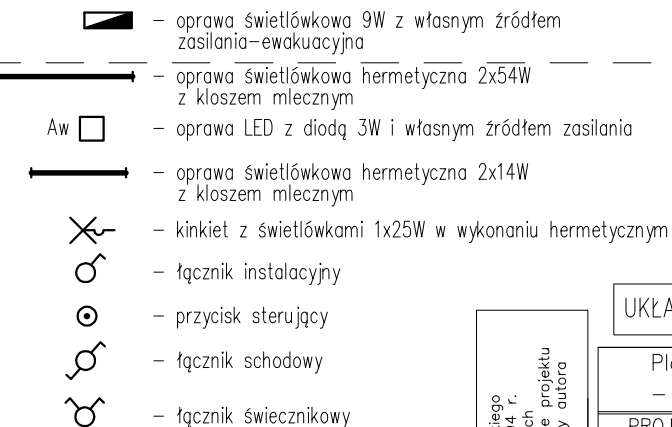 – oprawa świetlówkowa 9W z własnym źródłem
zasilania–ewakuacyjna
– oprawa świetlówkowa hermetyczna 2x54W
z kloszem mlecznym
Aw – oprawa LED z diodą 3W i własnym źródłem zasilania
– oprawa świetlówkowa hermetyczna 2x14W
z kloszem mlecznym
– kinkiet z świetlówkami 1x25W w wykonaniu hermetycznym
– łącznik instalacyjny
– przycisk sterujący
– łącznik schodowy
– łącznik świecznikowy
r.
projektu
autora